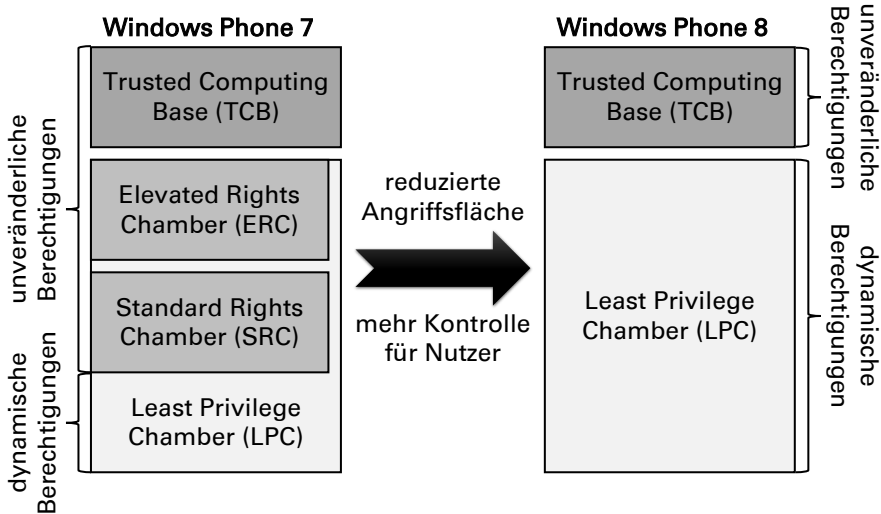 Windows Phone 7
unveränderliche
Berechtigungen
dynamische
Berechtigungen
Trusted Computing
Base (TCB)
Elevated Rights
Chamber (ERC)
Standard Rights
Chamber (SRC)
Least Privilege
Chamber (LPC)
reduzierte
Angriffsfläche
mehr Kontrolle
für Nutzer
Windows Phone 8
Trusted Computing
Base (TCB)
Least Privilege
Chamber (LPC)
unveränderliche
Berechtigungen
dynamische
Berechtigungen